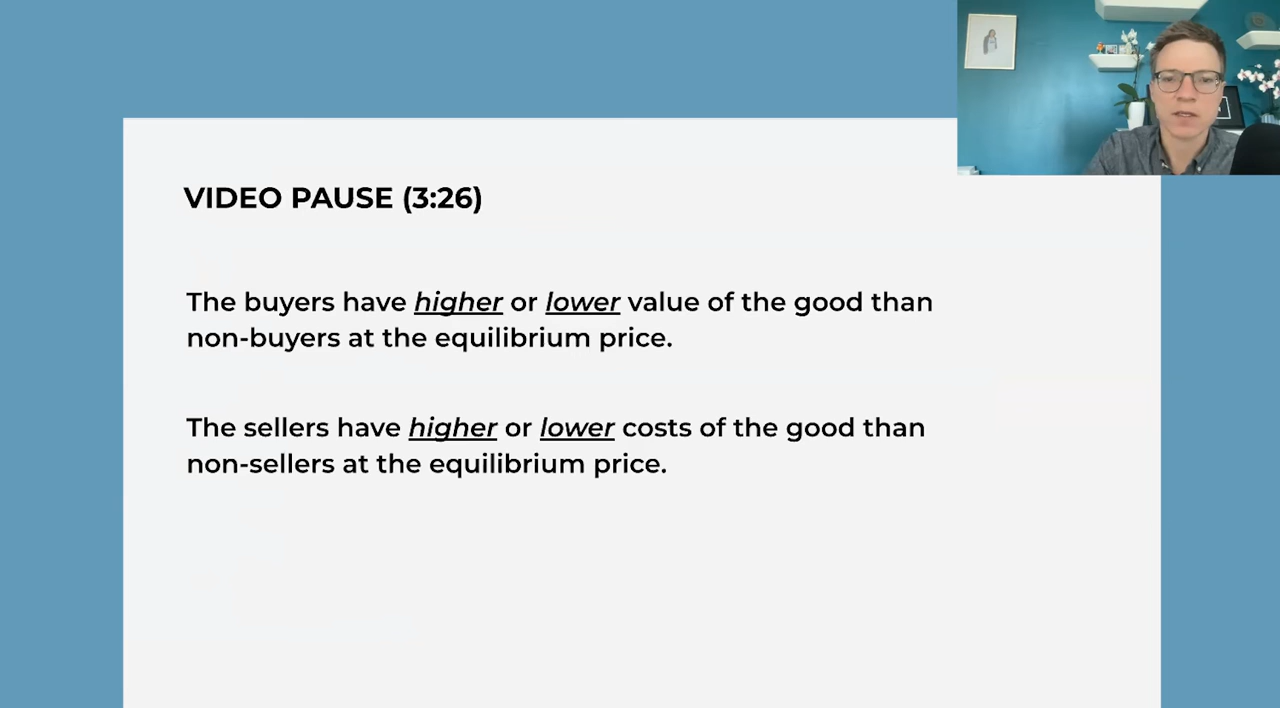 VIDEO PAUSE (3:26)
The buyers have higher or lower value of the good than
non-buyers at the equilibrium price.
The sellers have higher or lower costs of the good than
non-sellers at the equilibrium price.